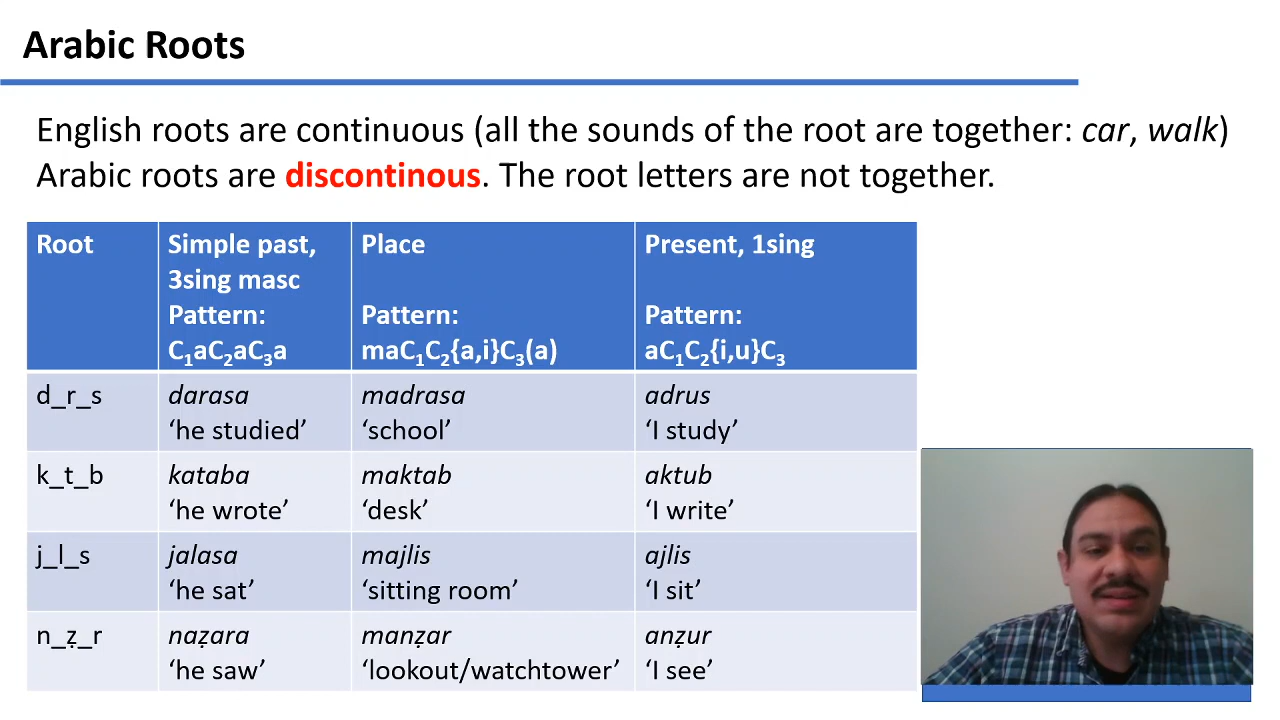 Arabic Roots
English roots are continuous (all the sounds of the root are together: car, walk)
Arabic roots are discontinous. The root letters are not together.
Root
Simple past,
3sing masc
Pattern:
C₁aC₂aC₃a
Place
Pattern:
maC₁C₂{a,i}C₃(a)
Present, 1sing
Pattern:
aC₁C₂{i,u}C₃
d_r_s
darasa
‘he studied’
madrasa
‘school’
adrus
‘I study’
k_t_b
kataba
‘he wrote’
maktab
‘desk’
aktub
‘I write’
j_l_s
jalasa
‘he sat’
majlis
‘sitting room’
ajlis
‘I sit’
n_ẓ_r
naẓara
‘he saw’
manẓar
‘lookout/watchtower’
anẓur
‘I see’